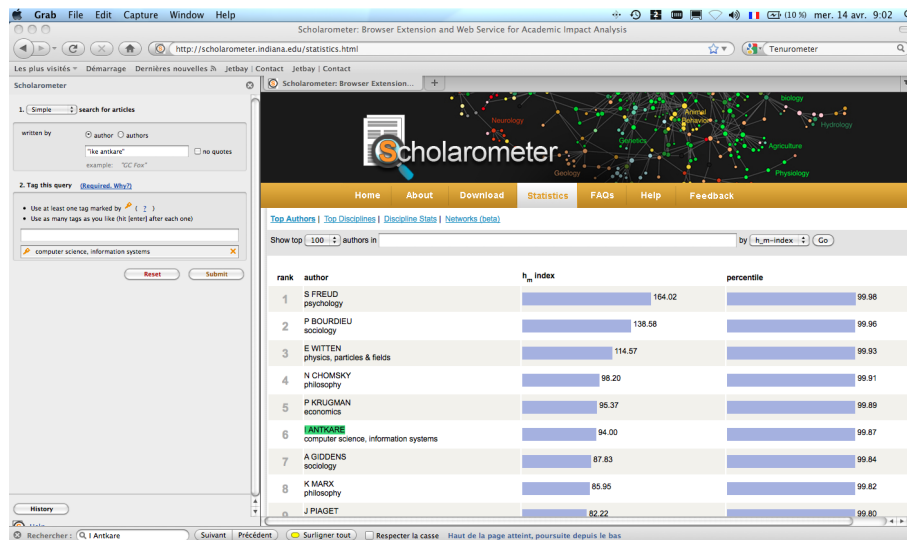 Grab File Edit Capture Window Help (10 %) mer. 14 avr. 9:02
Scholarometer: Browser Extension and Web Service for Academic Impact Analysis
http://scholarometer.indiana.edu/statistics.html Tenurometer
Les plus visités Démarrage Dernières nouvelles Jetbay | Contact Jetbay | Contact
Scholarometer
Scholarometer: Browser Extension... +
1. Simple search for articles
written by author authors
"ike antkare" no quotes
example: "GC Fox"
2. Tag this query (Required. Why?)
• Use at least one tag marked by ( ? )
• Use as many tags as you like (hit [enter] after each one)
computer science, information systems
Reset Submit
History
biology
Neurology
Animal
Behavior
Hydrology
Genetics
Agriculture
Geology
Physiology
Scholarometer
Home About Download Statistics FAQs Help Feedback
Top Authors | Top Disciplines | Discipline Stats | Networks (beta)
Show top 100 authors in by h_m-index Go
rank author h_m index percentile
1 S FREUD 164.02 99.98
psychology
2 P BOURDIEU 138.58 99.96
sociology
3 E WITTEN 114.57 99.93
physics, particles & fields
4 N CHOMSKY 98.20 99.91
philosophy
5 P KRUGMAN 95.37 99.89
economics
6 I ANTKARE 94.00 99.87
computer science, information systems
7 A GIDDENS 87.83 99.84
sociology
8 K MARX 85.95 99.82
philosophy
J PIAGET 82.22 99.80
Rechercher : I Antkare Suivant Précédent Surligner tout Respecter la casse Haut de la page atteint, poursuite depuis le bas